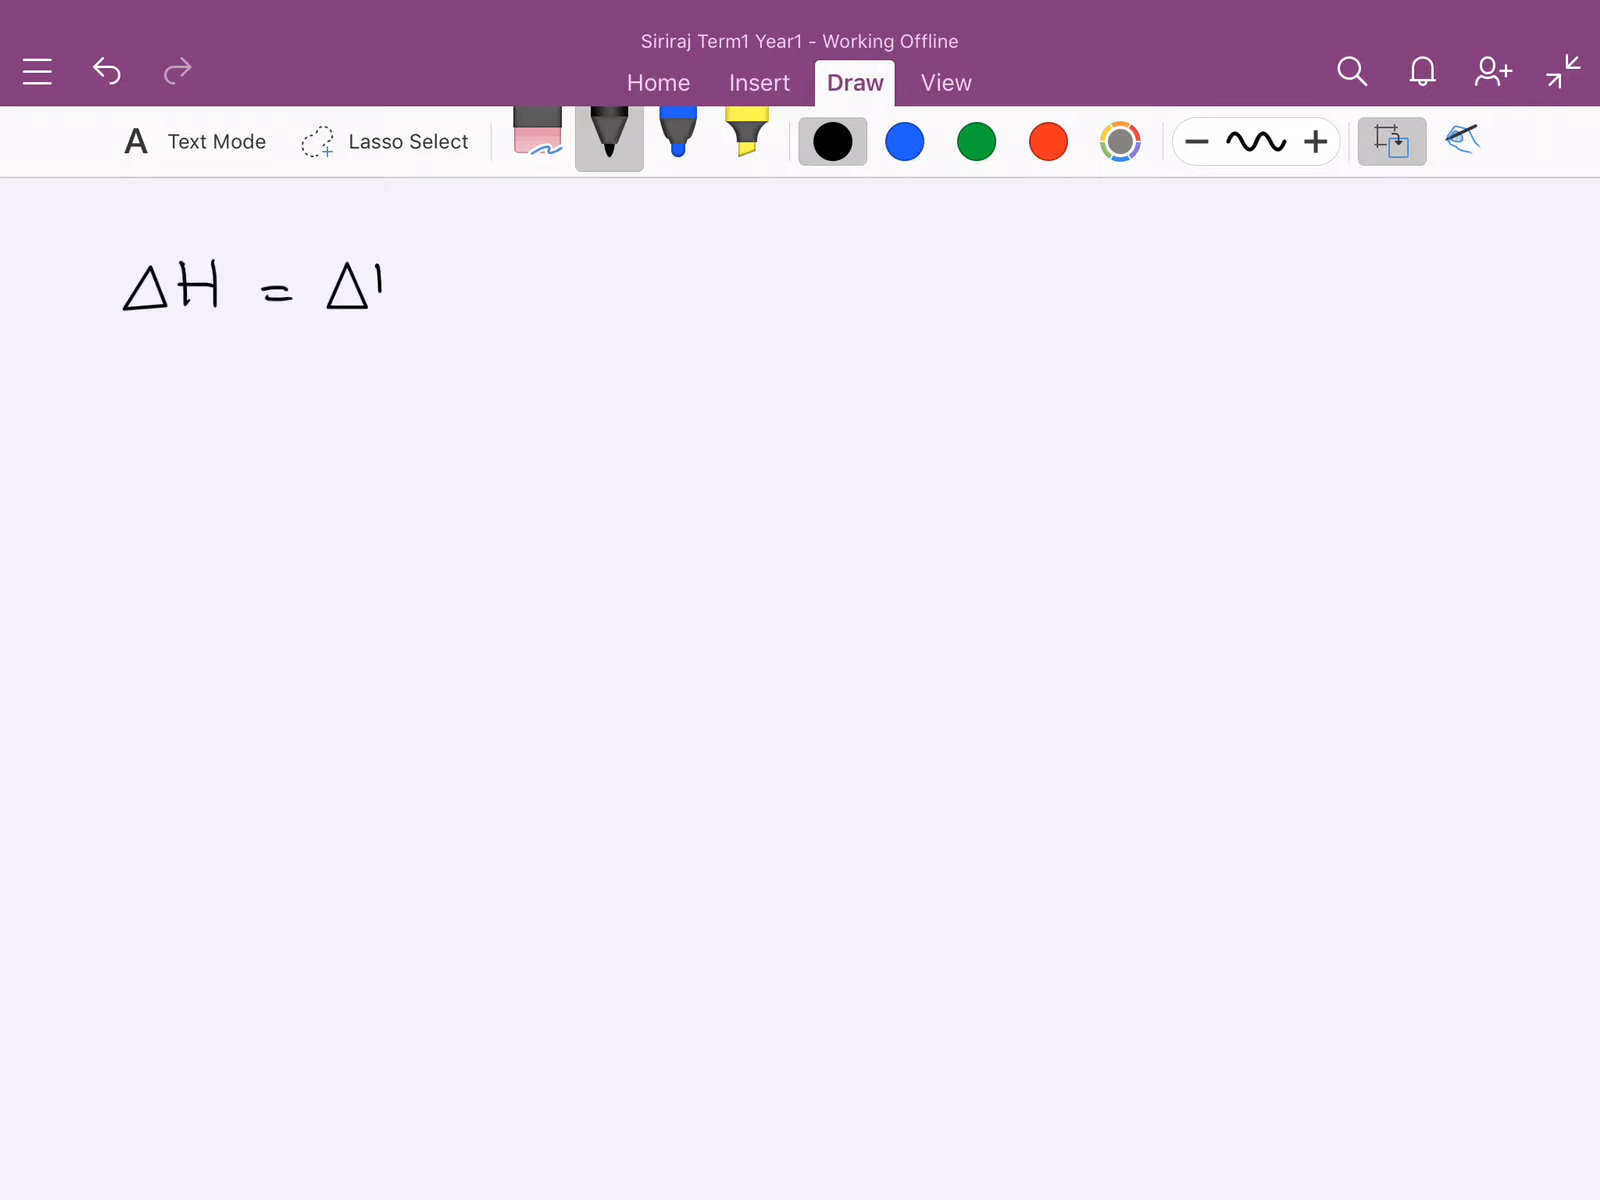 Siriraj Term1 Year1 - Working Offline
Home Insert Draw View
A Text Mode Lasso Select
ΔH = Δ